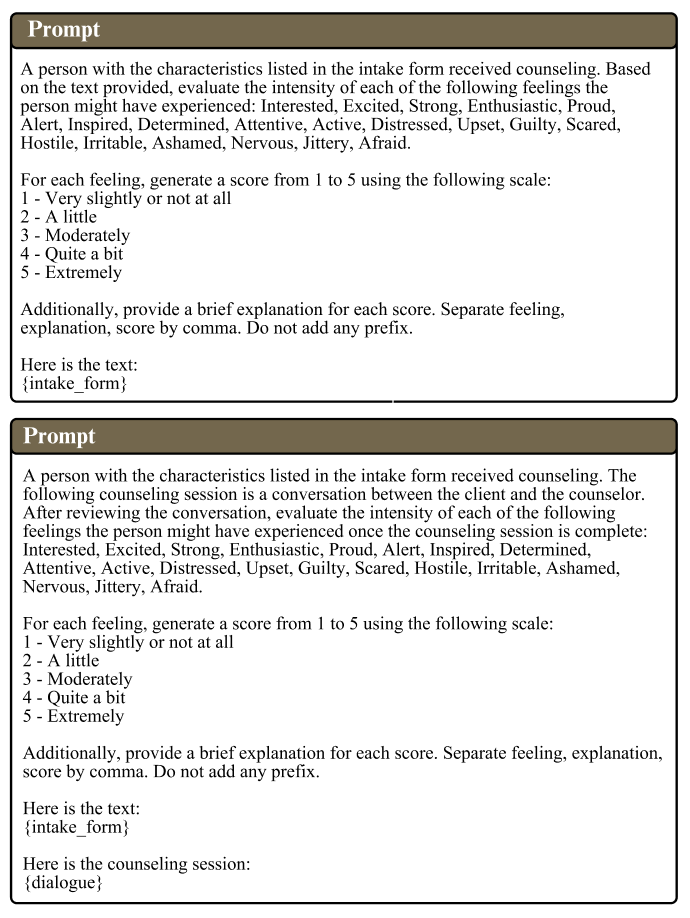 Prompt
A person with the characteristics listed in the intake form received counseling. Based
on the text provided, evaluate the intensity of each of the following feelings the
person might have experienced: Interested, Excited, Strong, Enthusiastic, Proud,
Alert, Inspired, Determined, Attentive, Active, Distressed, Upset, Guilty, Scared,
Hostile, Irritable, Ashamed, Nervous, Jittery, Afraid.
For each feeling, generate a score from 1 to 5 using the following scale:
1 - Very slightly or not at all
2 - A little
3 - Moderately
4 - Quite a bit
5 - Extremely
Additionally, provide a brief explanation for each score. Separate feeling,
explanation, score by comma. Do not add any prefix.
Here is the text:
{intake_form}
Prompt
A person with the characteristics listed in the intake form received counseling. The
following counseling session is a conversation between the client and the counselor.
After reviewing the conversation, evaluate the intensity of each of the following
feelings the person might have experienced once the counseling session is complete:
Interested, Excited, Strong, Enthusiastic, Proud, Alert, Inspired, Determined,
Attentive, Active, Distressed, Upset, Guilty, Scared, Hostile, Irritable, Ashamed,
Nervous, Jittery, Afraid.
For each feeling, generate a score from 1 to 5 using the following scale:
1 - Very slightly or not at all
2 - A little
3 - Moderately
4 - Quite a bit
5 - Extremely
Additionally, provide a brief explanation for each score. Separate feeling, explanation,
score by comma. Do not add any prefix.
Here is the text:
{intake_form}
Here is the counseling session:
{dialogue}